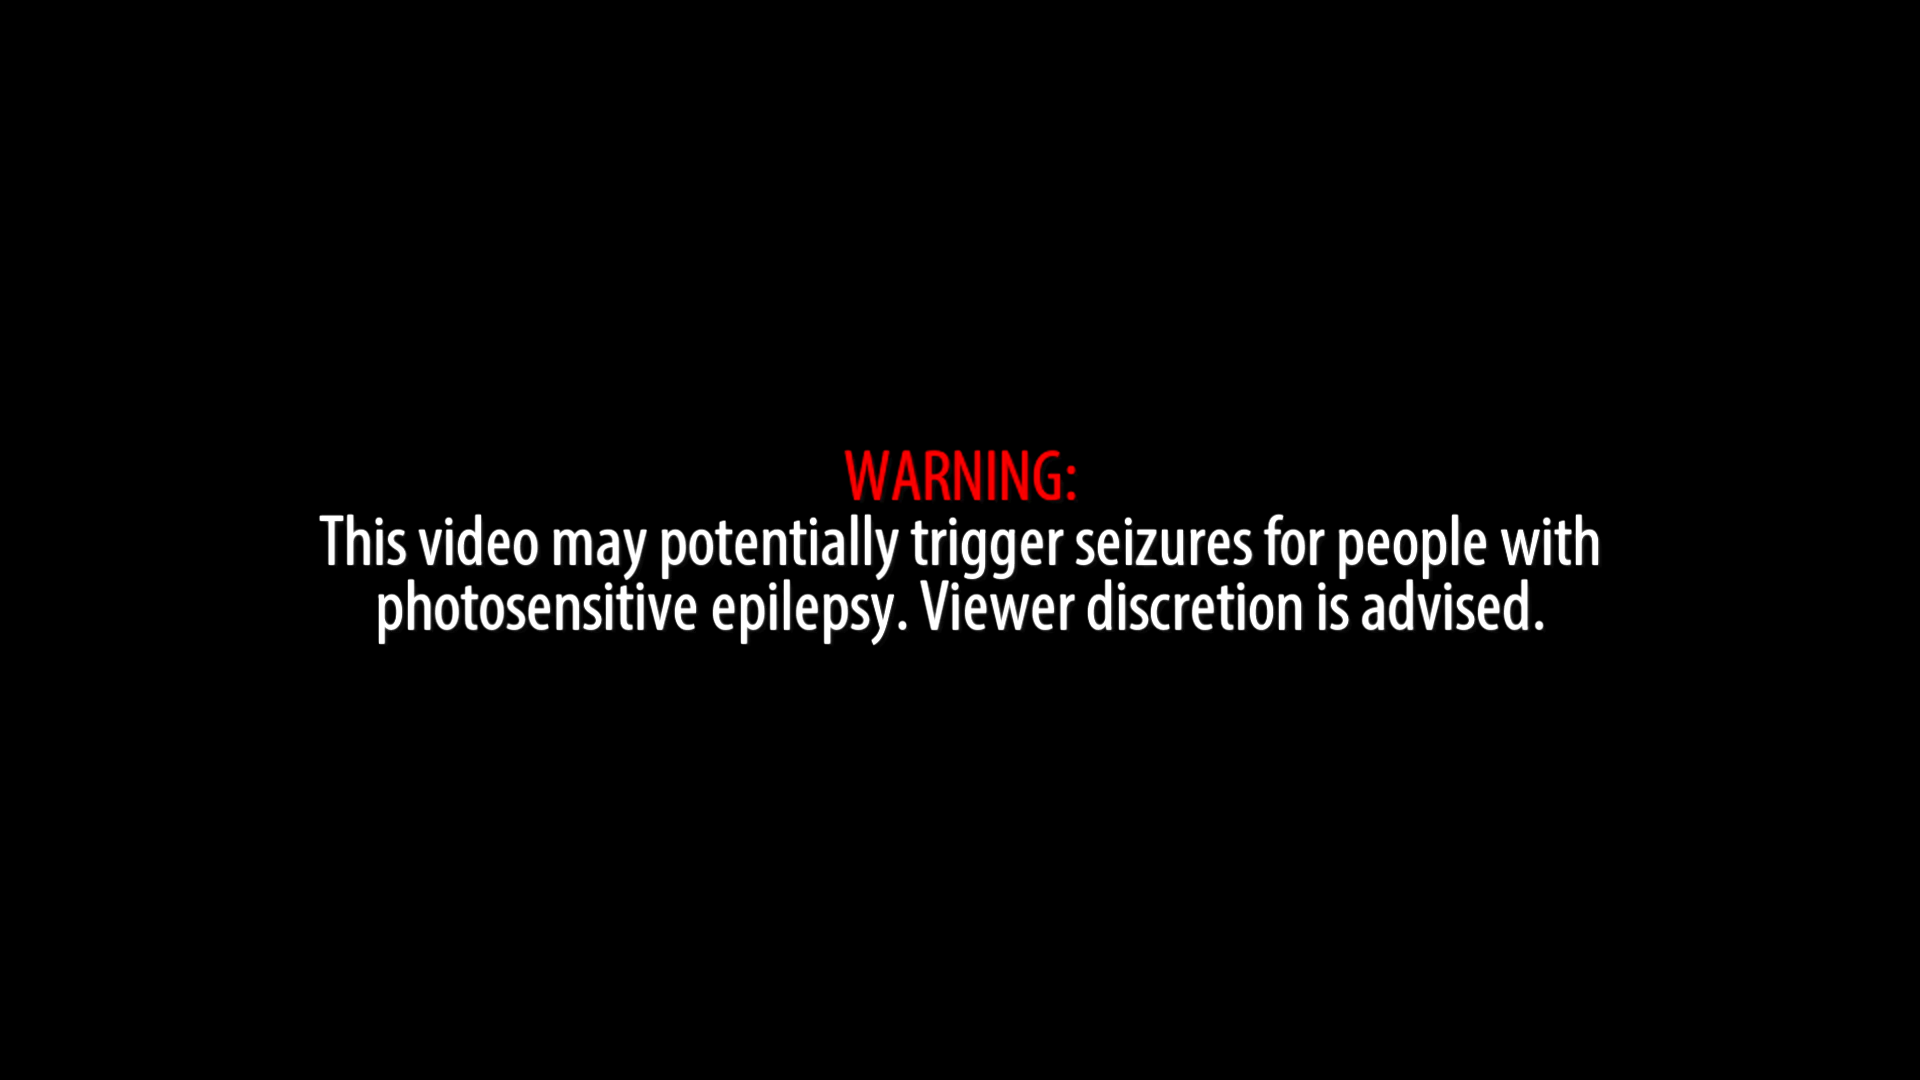 WARNING:
This video may potentially trigger seizures for people with
photosensitive epilepsy. Viewer discretion is advised.